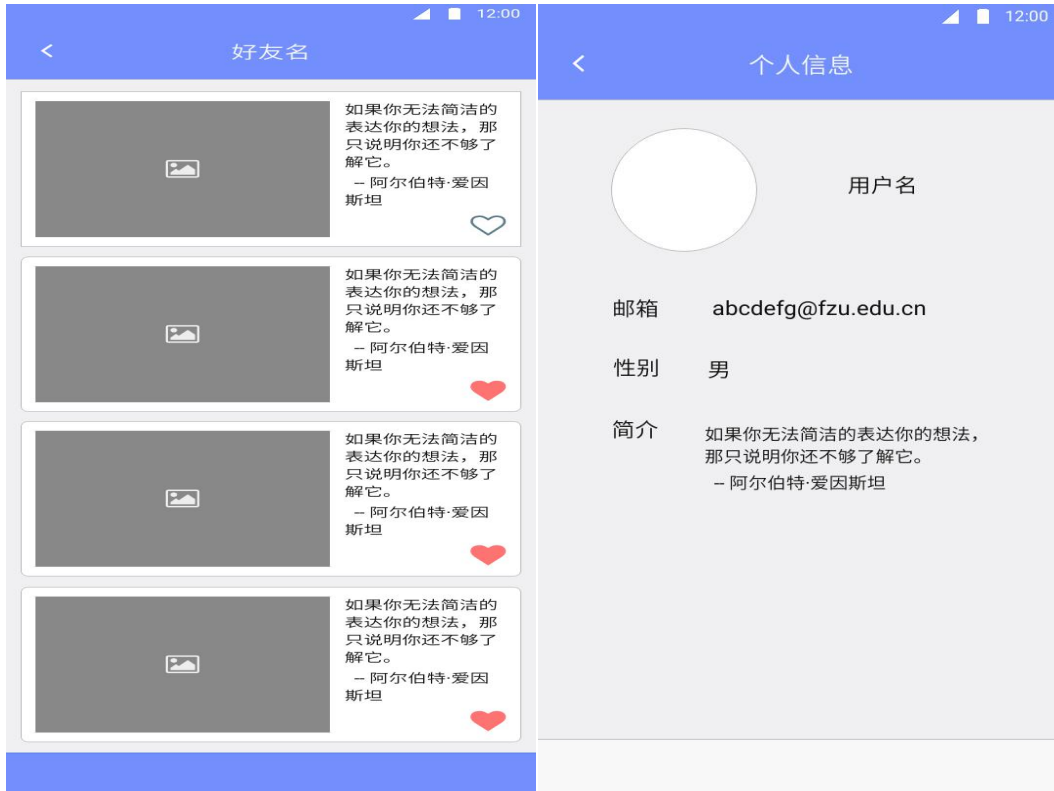 12:00
好友名
如果你无法简洁的
表达你的想法，那
只说明你还不够了
解它。
-- 阿尔伯特·爱因
斯坦
如果你无法简洁的
表达你的想法，那
只说明你还不够了
解它。
-- 阿尔伯特·爱因
斯坦
如果你无法简洁的
表达你的想法，那
只说明你还不够了
解它。
-- 阿尔伯特·爱因
斯坦
如果你无法简洁的
表达你的想法，那
只说明你还不够了
解它。
-- 阿尔伯特·爱因
斯坦
12:00
个人信息
用户名
邮箱 abcdefg@fzu.edu.cn
性别 男
简介 如果你无法简洁的表达你的想法，
那只说明你还不够了解它。
-- 阿尔伯特·爱因斯坦